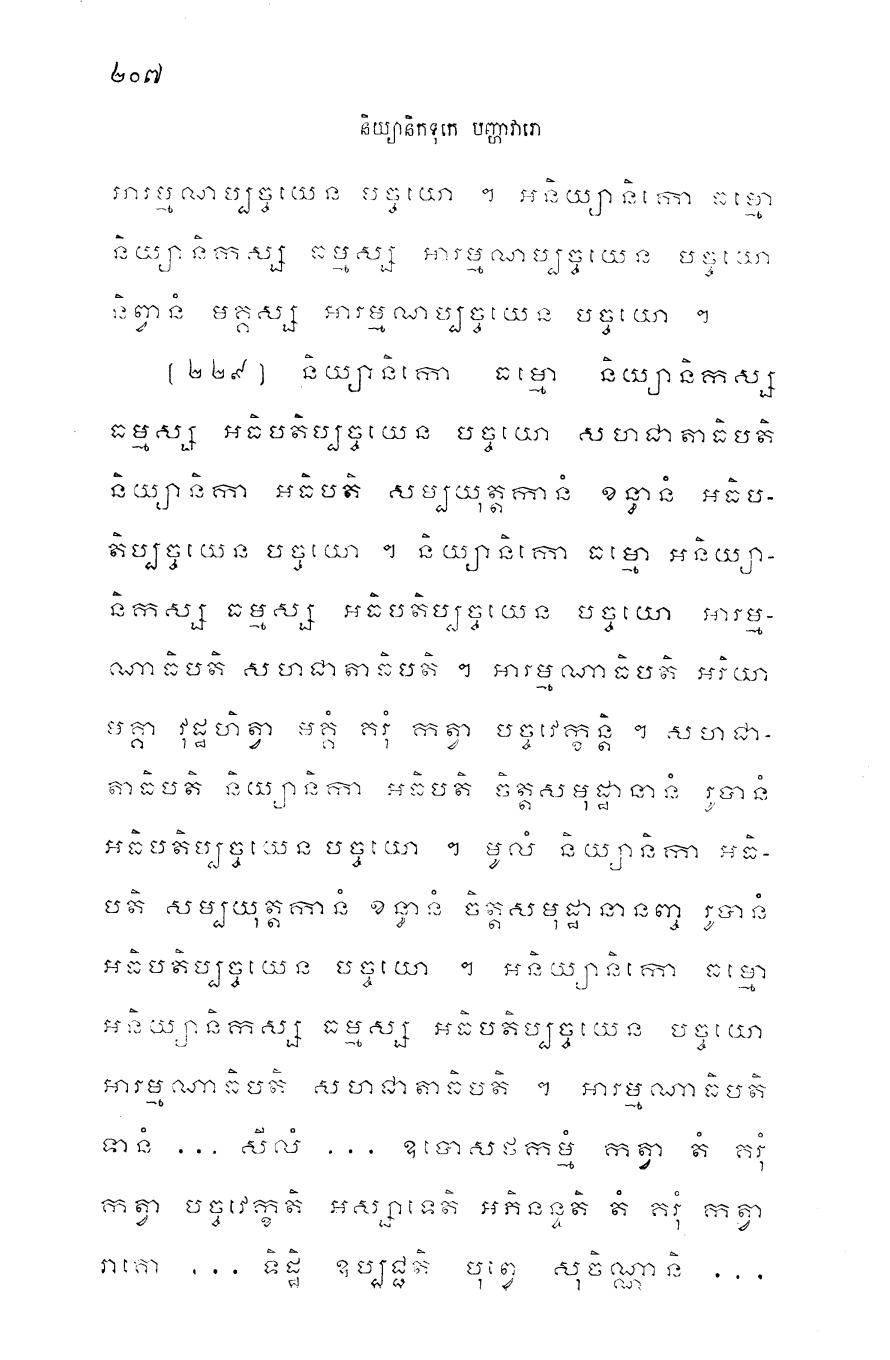 ២០៧
និយ្យានិកទុកេ បញ្ហាវារោ
អារម្មណប្បច្ចយេន បច្ចយោ ។ អនិយ្យានិកោ ធម្មោ
និយ្យានិកស្ស ធម្មស្ស អារម្មណប្បច្ចយេន បច្ចយោ
និព្វានំ មគ្គស្ស អារម្មណប្បច្ចយេន បច្ចយោ ។
(២២៩) និយ្យានិកោ ធម្មោ និយ្យានិកស្ស
ធម្មស្ស អធិបតិប្បច្ចយេន បច្ចយោ សហជាតាធិបតិ
និយ្យានិកា អធិបតិ សម្បយុត្តកានំ ខន្ធានំ អធិប-
តិប្បច្ចយេន បច្ចយោ ។ និយ្យានិកោ ធម្មោ អនិយ្យា-
និកស្ស ធម្មស្ស អធិបតិប្បច្ចយេន បច្ចយោ អារម្ម-
ណាធិបតិ សហជាតាធិបតិ ។ អារម្មណាធិបតិ អរិយា
មគ្គា វុដ្ឋហិត្វា មគ្គំ គរុំ កត្វា បច្ចវេក្ខន្តិ ។ សហជា-
តាធិបតិ និយ្យានិកា អធិបតិ ចិត្តសមុដ្ឋានានំ រូបានំ
អធិបតិប្បច្ចយេន បច្ចយោ ។ មូលំ និយ្យានិកា អធិ-
បតិ សម្បយុត្តកានំ ខន្ធានំ ចិត្តសមុដ្ឋានានញ្ច រូបានំ
អធិបតិប្បច្ចយេន បច្ចយោ ។ អនិយ្យានិកោ ធម្មោ
អនិយ្យានិកស្ស ធម្មស្ស អធិបតិប្បច្ចយេន បច្ចយោ
អារម្មណាធិបតិ សហជាតាធិបតិ ។ អារម្មណាធិបតិ
ទានំ ... សីលំ ... ឧបោសថកម្មំ កត្វា តំ គរុំ
កត្វា បច្ចវេក្ខតិ អស្សាទេតិ អភិនន្ទតិ តំ គរុំ កត្វា
រាគោ ... ទិដ្ឋិ ឧប្បជ្ជតិ បុព្វេ សុចិណ្ណានិ ...